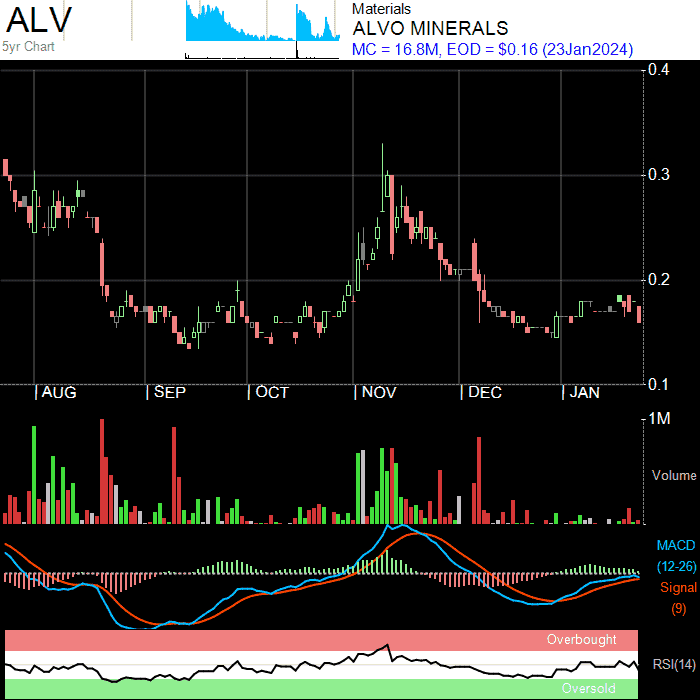 ALV
5yr Chart
Materials
ALVO MINERALS
MC = 16.8M, EOD = $0.16 (23Jan2024)
0.4
0.3
0.2
0.1
| AUG | SEP | OCT | NOV | DEC | JAN
1M
Volume
MACD
(12-26)
Signal
(9)
Overbought
RSI(14)
Oversold